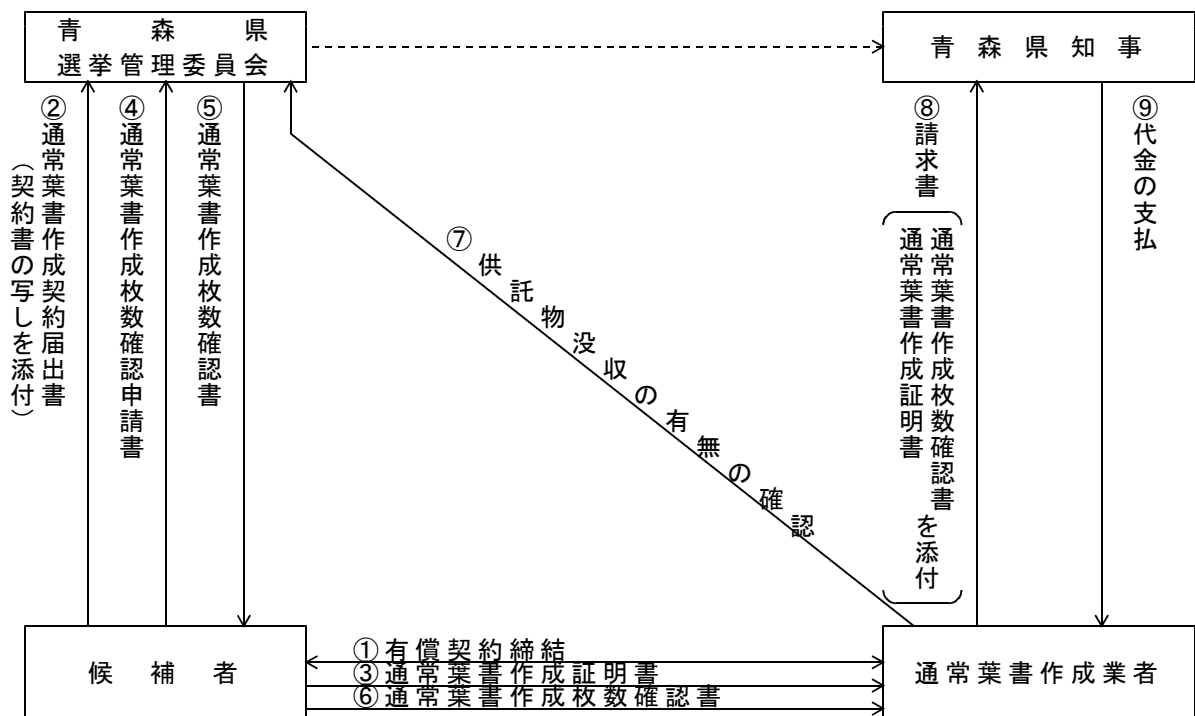 青森県
選挙管理委員会
青森県知事
②通常葉書作成契約届出書
（契約書の写しを添付）
④通常葉書作成枚数確認申請書
⑤通常葉書作成枚数確認書
⑦供託物没収の有無の確認
⑧請求書
通常葉書作成枚数確認書
通常葉書作成証明書
を添付
⑨代金の支払
候補者
①有償契約締結
③通常葉書作成証明書
⑥通常葉書作成枚数確認書
通常葉書作成業者